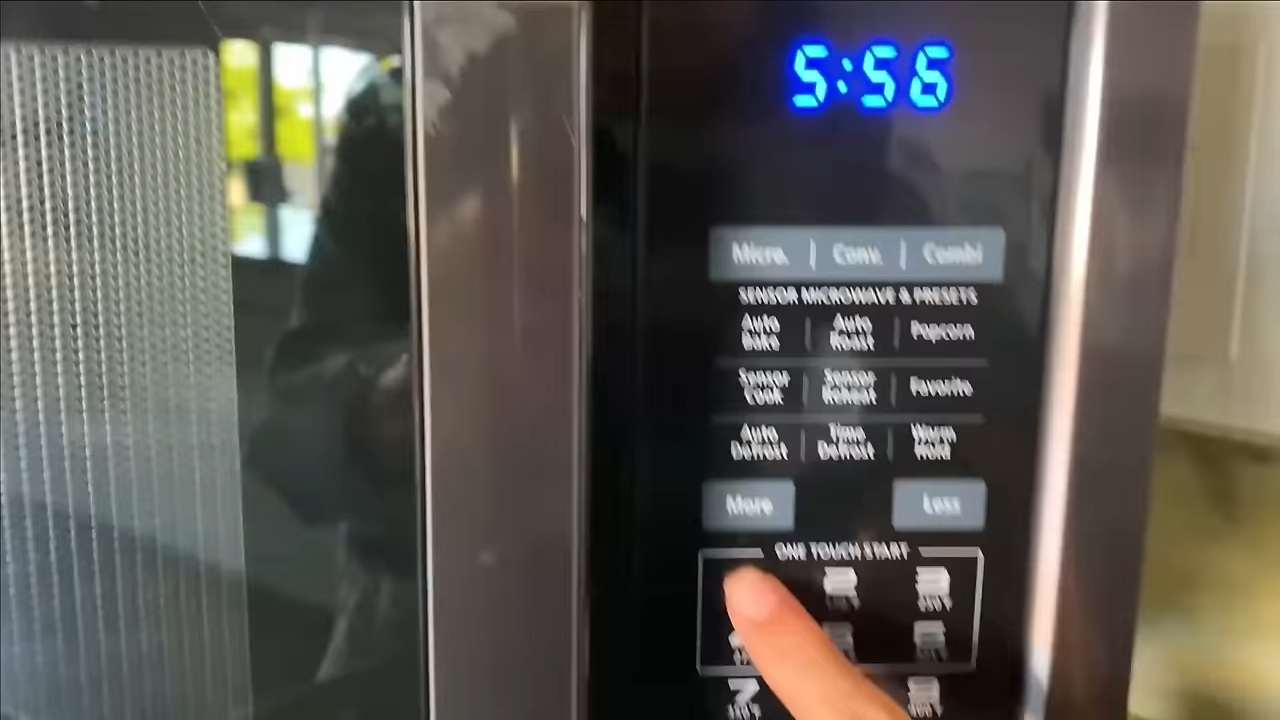 5:56
Micro. | Conv. | Combi
SENSOR MICROWAVE & PRESETS
Auto Bake | Auto Roast | Popcorn
Sensor Cook | Sensor Reheat | Favorite
Auto Defrost | Time Defrost | Warm Hold
More Less
ONE TOUCH START